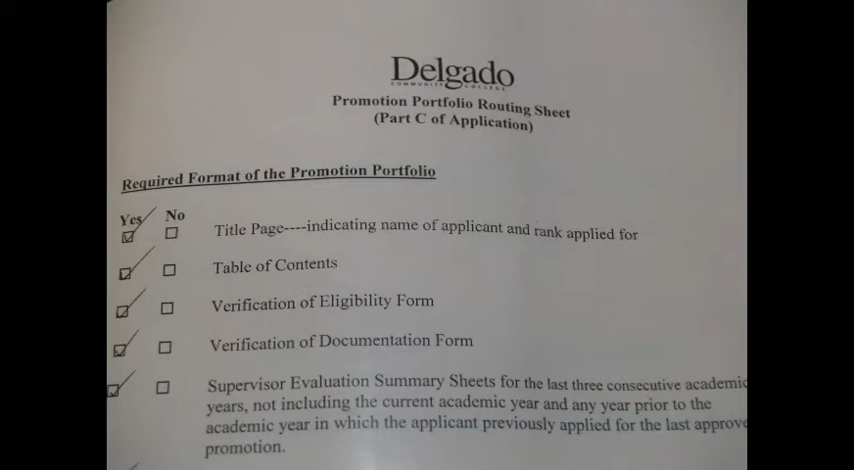 Delgado
COMMUNITY COLLEGE
Promotion Portfolio Routing Sheet
(Part C of Application)
Required Format of the Promotion Portfolio
Yes No
Title Page----indicating name of applicant and rank applied for
Table of Contents
Verification of Eligibility Form
Verification of Documentation Form
Supervisor Evaluation Summary Sheets for the last three consecutive academic
years, not including the current academic year and any year prior to the
academic year in which the applicant previously applied for the last approve
promotion.